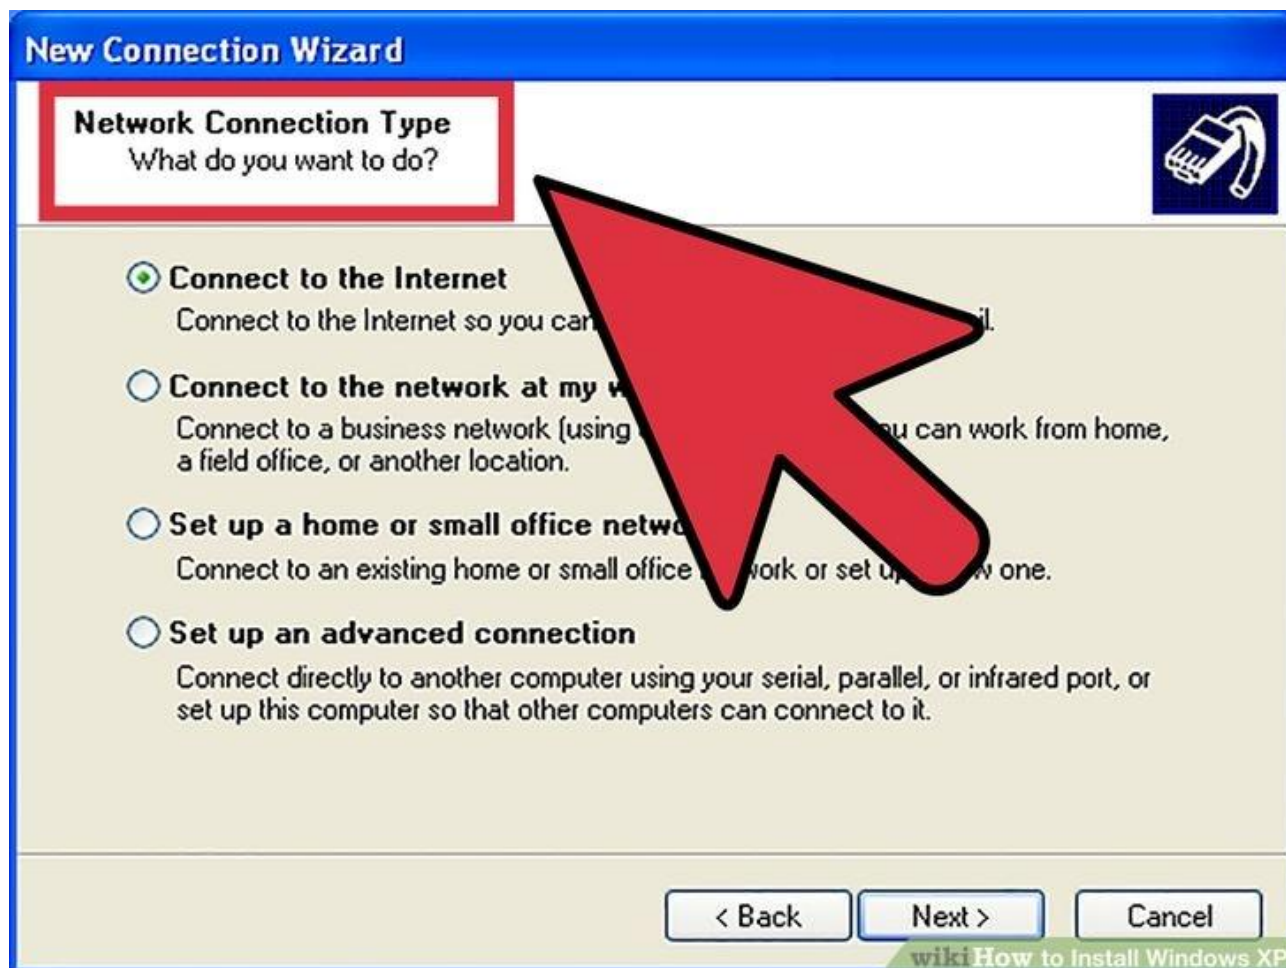 New Connection Wizard
Network Connection Type
What do you want to do?
Connect to the Internet
Connect to the Internet so you can
Connect to the network at my
Connect to a business network (using can work from home,
a field office, or another location.
Set up a home or small office
Connect to an existing home or small office or set one.
Set up an advanced connection
Connect directly to another computer using your serial, parallel, or infrared port, or
set up this computer so that other computers can connect to it.
< Back Next > Cancel
wikiHow to Install Windows XP